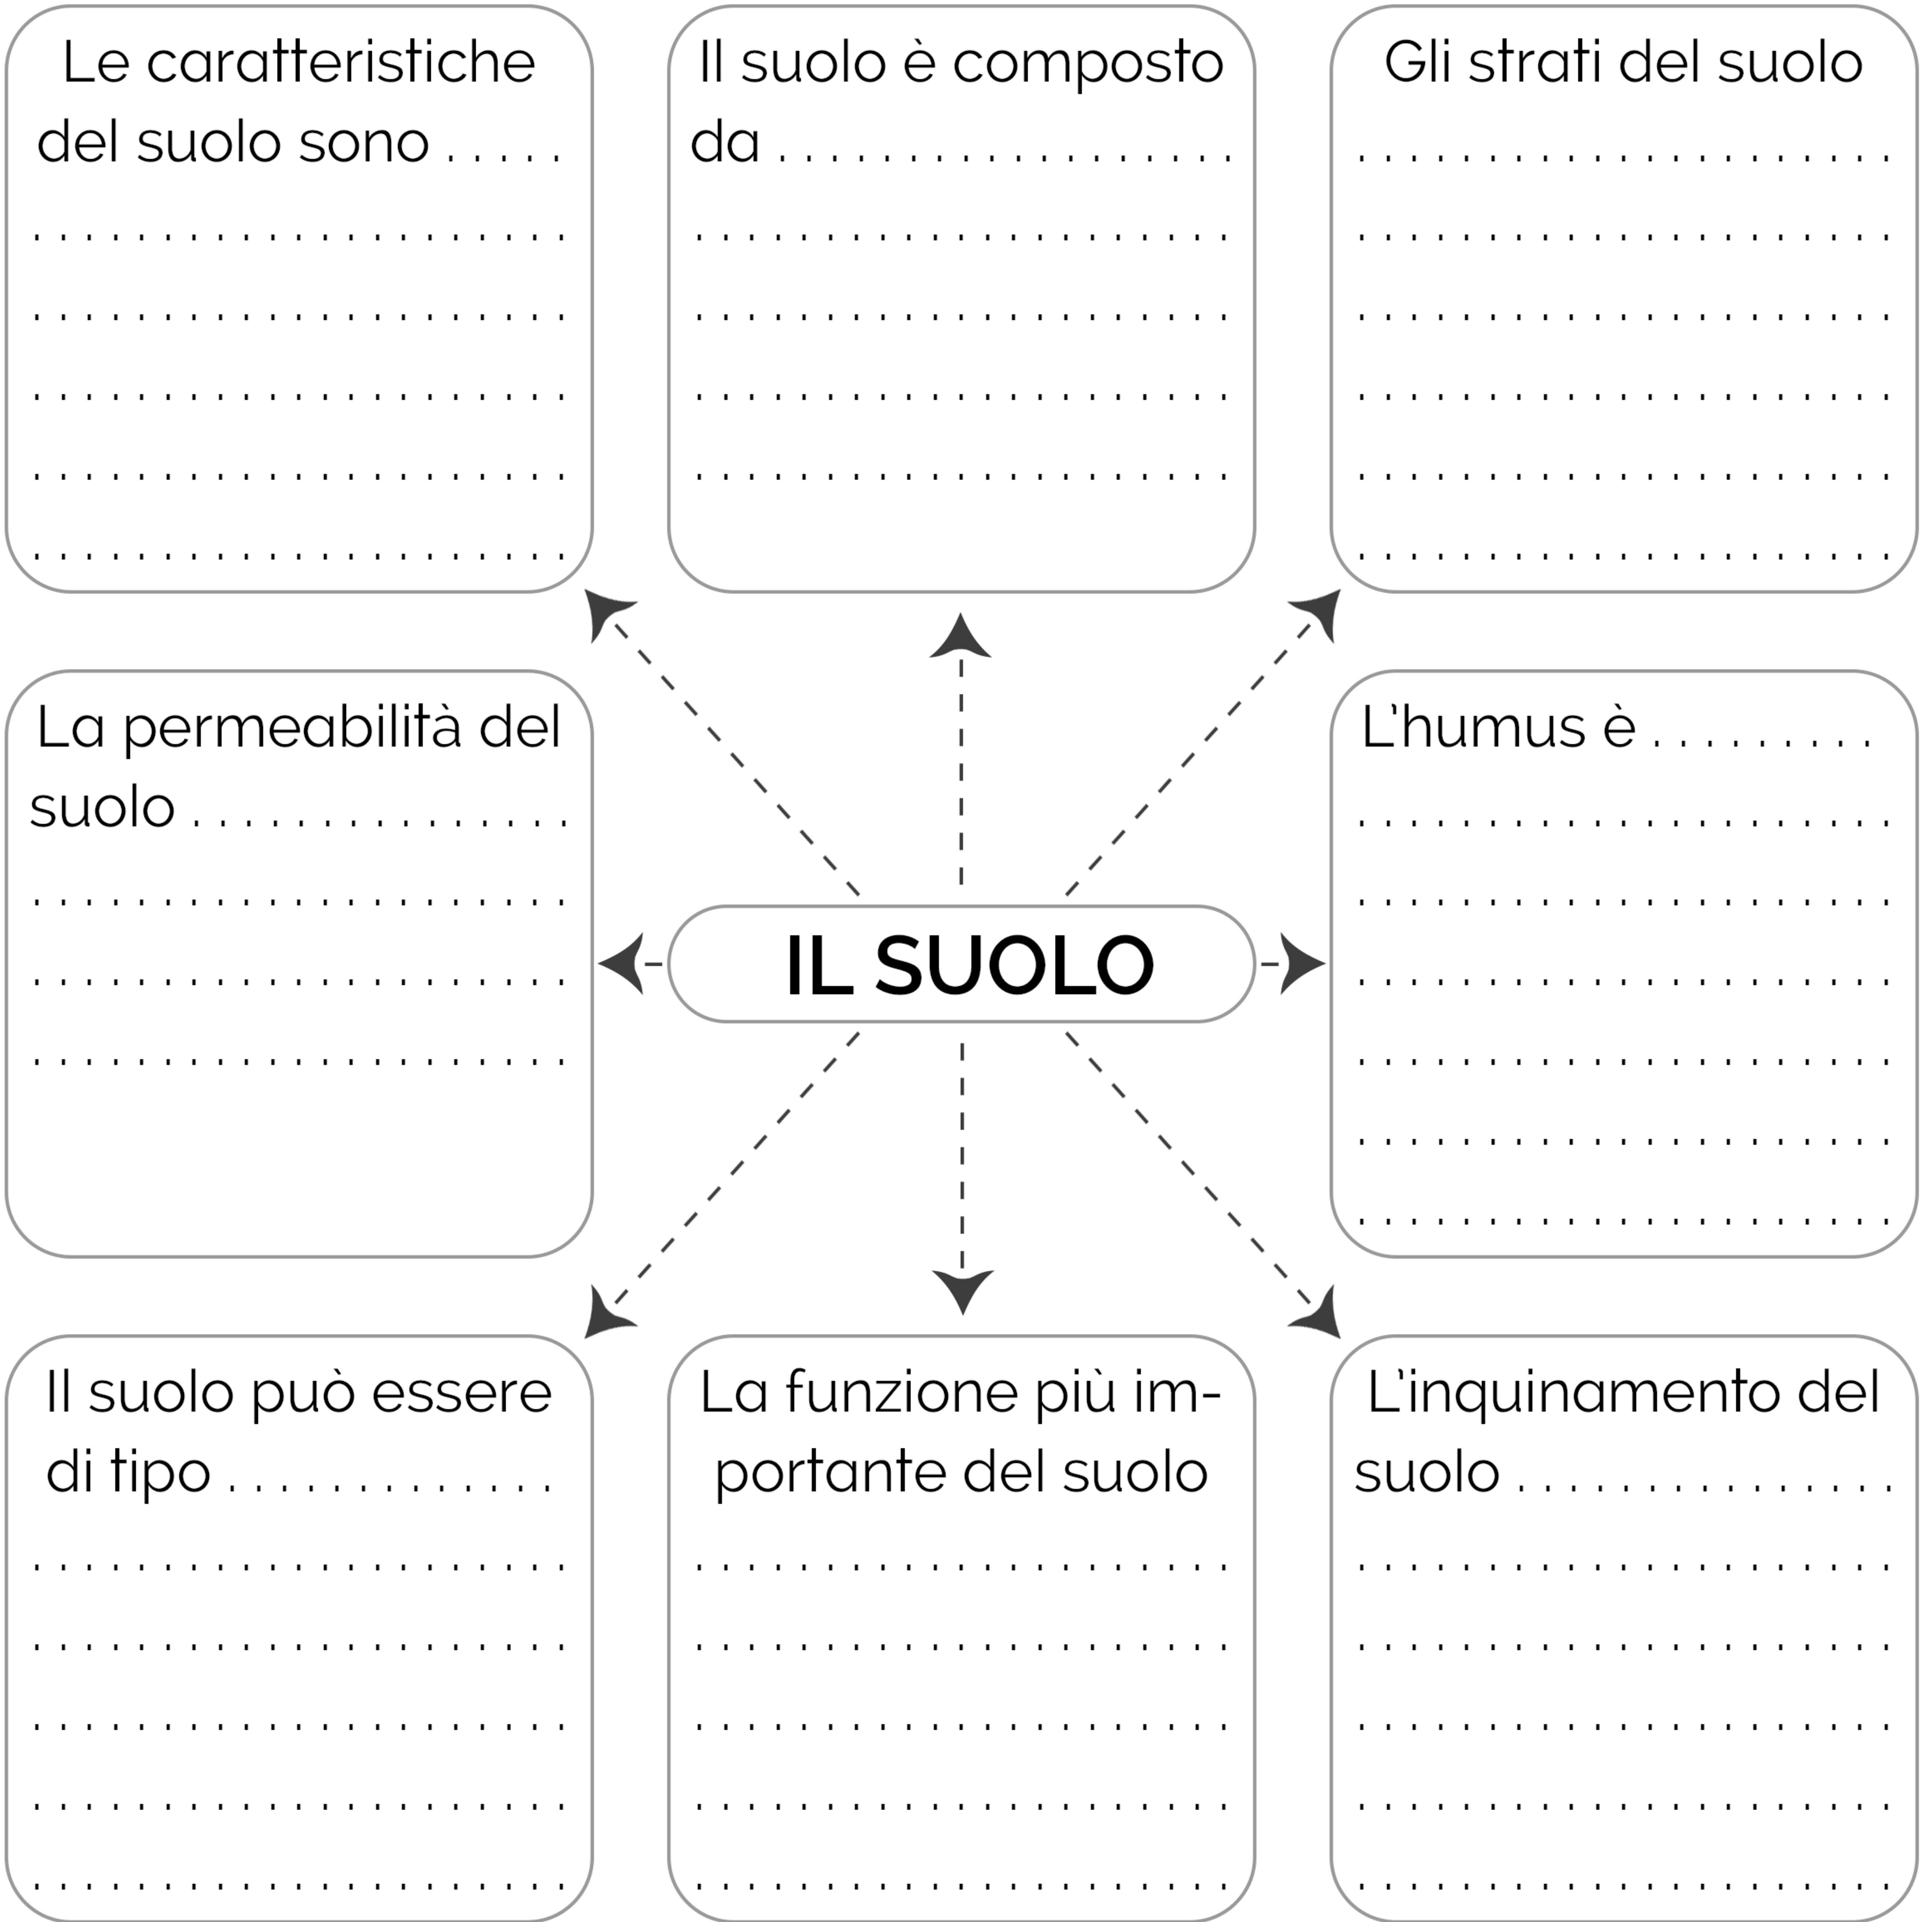 Le caratteristiche
del suolo sono . . . . .
Il suolo è composto
da . . . . . . . . . . . . . . . . . .
Gli strati del suolo
La permeabilità del
suolo . . . . . . . . . . . . . . .
IL SUOLO
L'humus è . . . . . . . . .
Il suolo può essere
di tipo . . . . . . . . . . . . .
La funzione più im-
portante del suolo
L'inquinamento del
suolo . . . . . . . . . . . . . . .